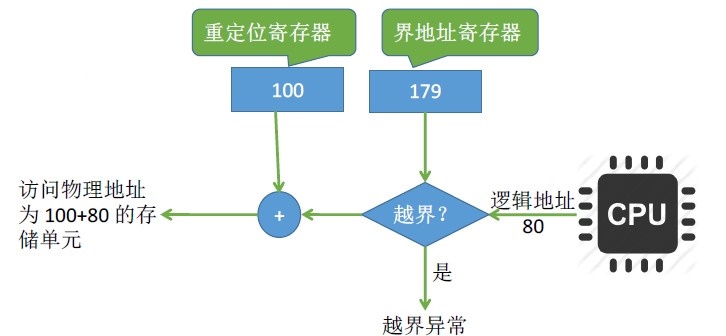 重定位寄存器
界地址寄存器
100
179
访问物理地址
为 100+80 的存
储单元
+
越界?
逻辑地址
80
CPU
是
越界异常